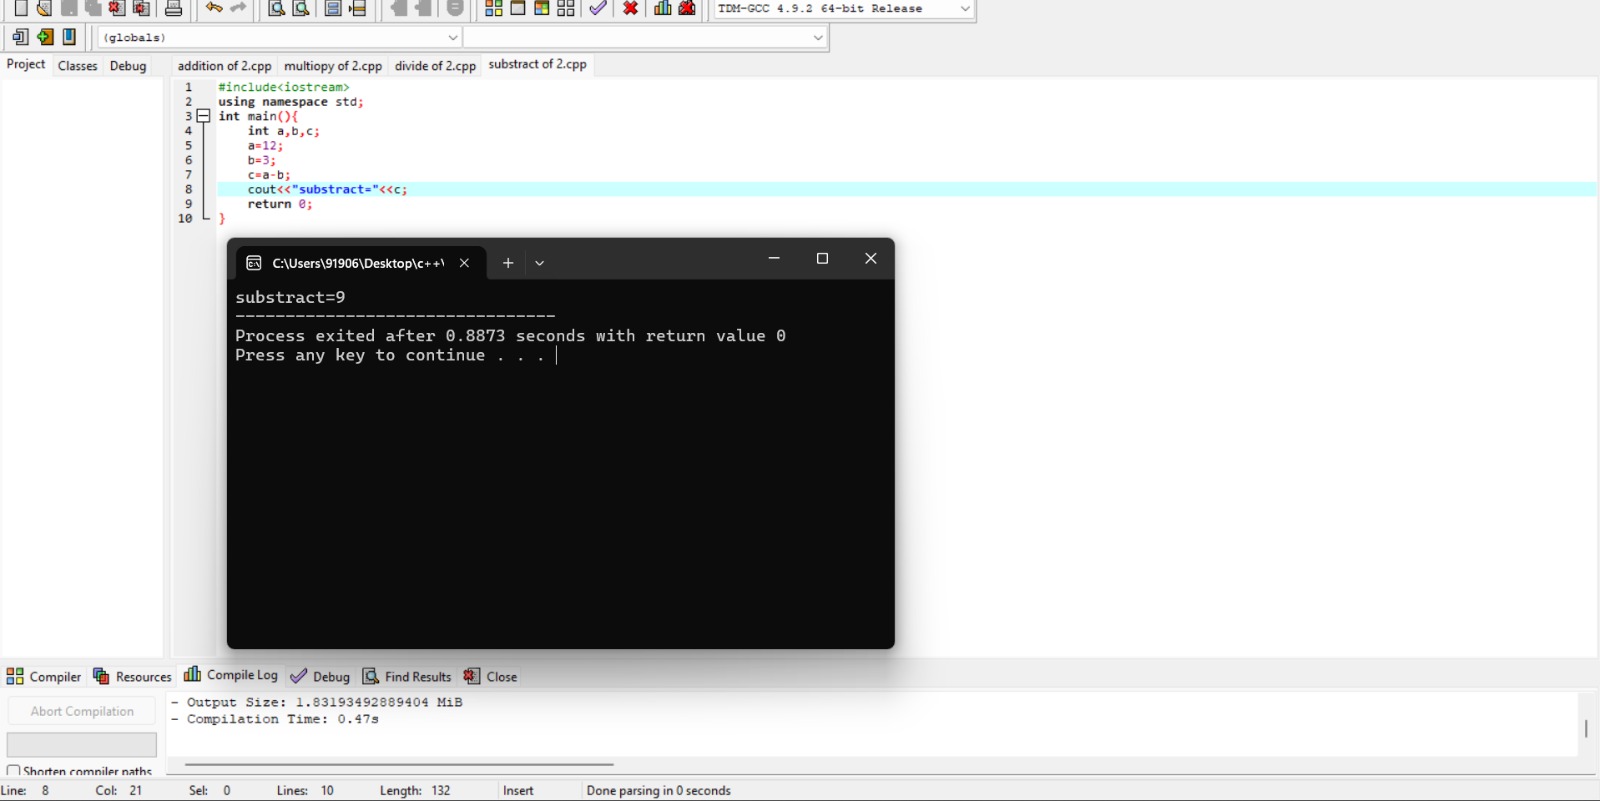 TDM-GCC 4.9.2 64-bit Release
(globals)
Project Classes Debug addition of 2.cpp multiopy of 2.cpp divide of 2.cpp substract of 2.cpp
1 #include<iostream>
2 using namespace std;
3 int main(){
4 int a,b,c;
5 a=12;
6 b=3;
7 c=a-b;
8 cout<<"substract="<<c;
9 return 0;
10 }
C:\Users\91906\Desktop\c++\
substract=9
--------------------------------
Process exited after 0.8873 seconds with return value 0
Press any key to continue . . .
Compiler Resources Compile Log Debug Find Results Close
Abort Compilation
- Output Size: 1.83193492889404 MiB
- Compilation Time: 0.47s
Shorten compiler paths
Line: 8 Col: 21 Sel: 0 Lines: 10 Length: 132 Insert Done parsing in 0 seconds